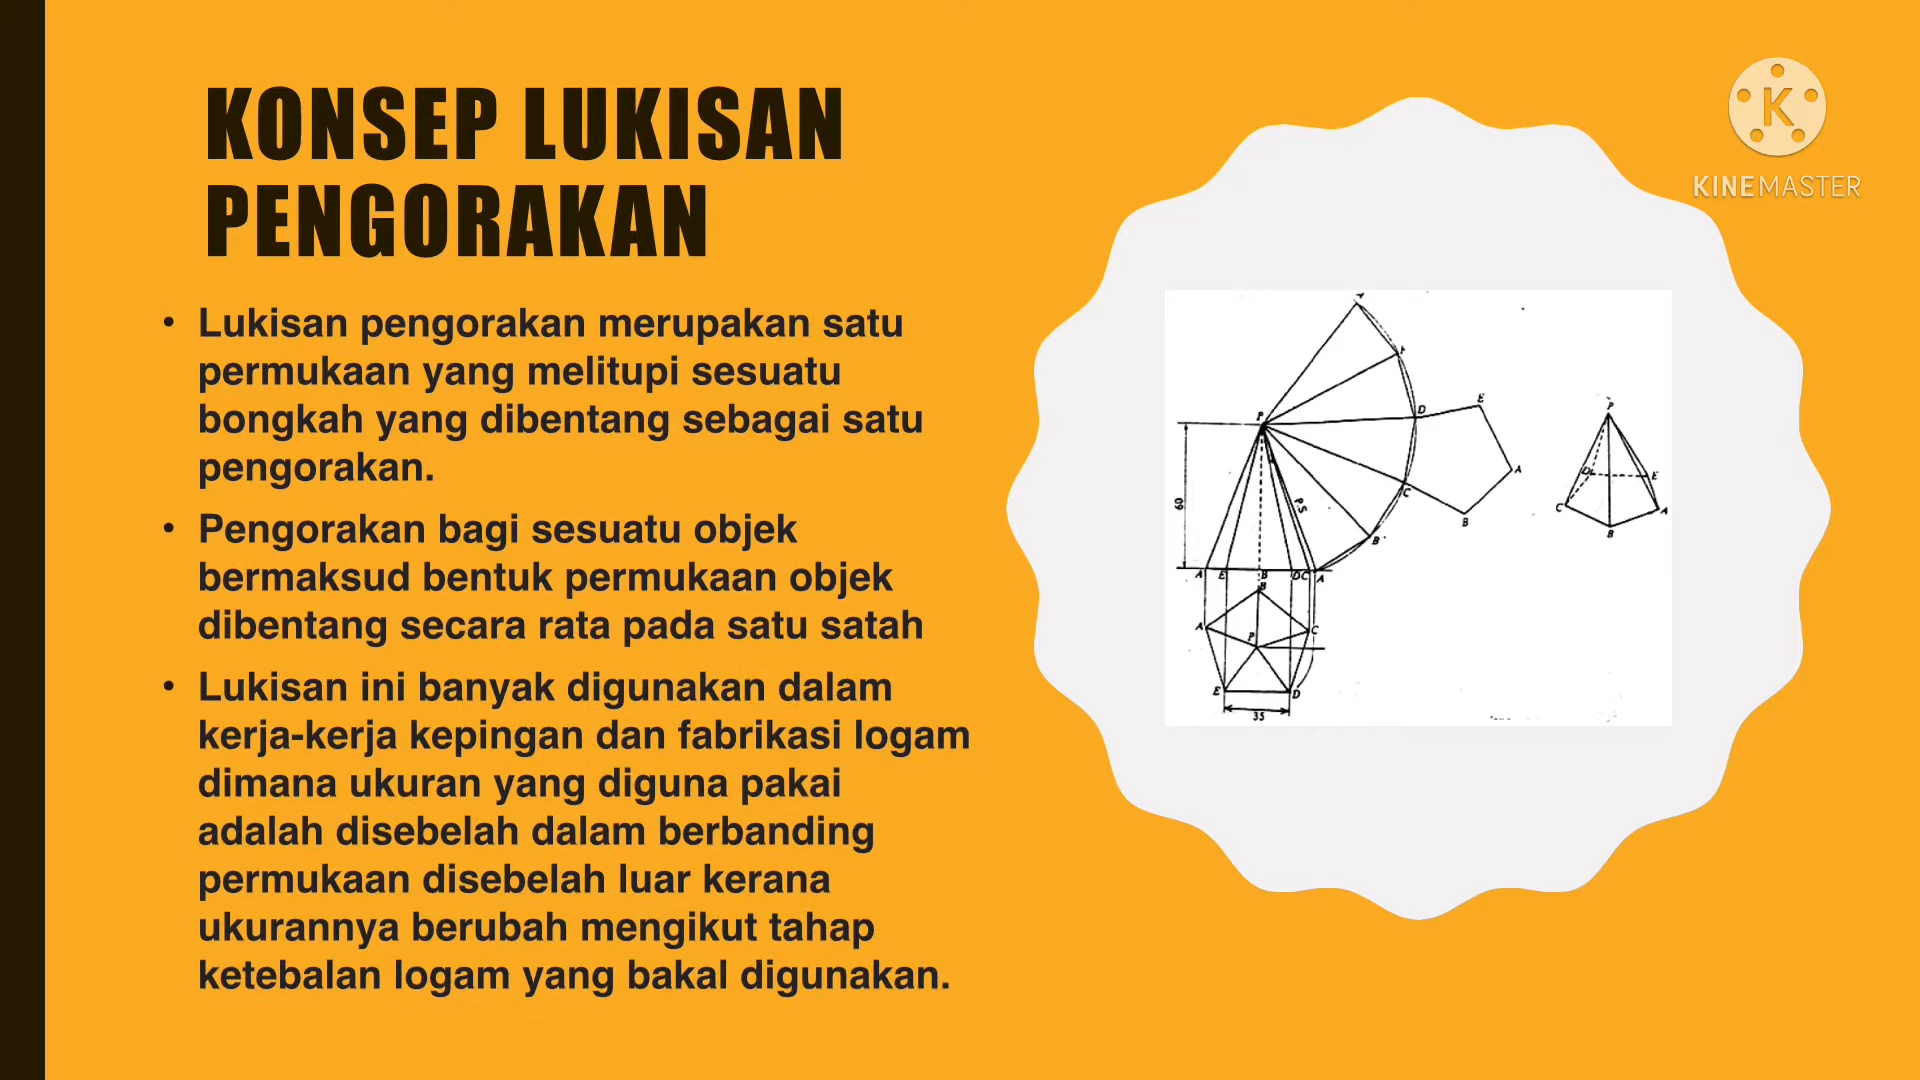 KONSEP LUKISAN
PENGORAKAN
• Lukisan pengorakan merupakan satu
permukaan yang melitupi sesuatu
bongkah yang dibentang sebagai satu
pengorakan.
• Pengorakan bagi sesuatu objek
bermaksud bentuk permukaan objek
dibentang secara rata pada satu satah
• Lukisan ini banyak digunakan dalam
kerja-kerja kepingan dan fabrikasi logam
dimana ukuran yang diguna pakai
adalah disebelah dalam berbanding
permukaan disebelah luar kerana
ukurannya berubah mengikut tahap
ketebalan logam yang bakal digunakan.
K
KINEMASTER
A
P
D
E
A
C
B
B
60
P.S
A E B D C A
B
A
P
C
E
D
35
P
D
E
C
A
B